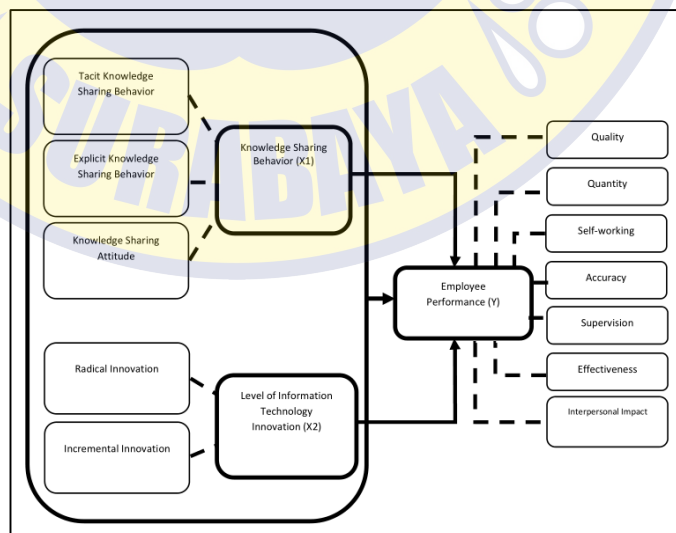 Tacit Knowledge
Sharing Behavior
Explicit Knowledge
Sharing Behavior
Knowledge Sharing
Attitude
Knowledge Sharing
Behavior (X1)
Radical Innovation
Incremental Innovation
Level of Information
Technology
Innovation (X2)
Employee
Performance (Y)
Quality
Quantity
Self-working
Accuracy
Supervision
Effectiveness
Interpersonal Impact
SURABAYA